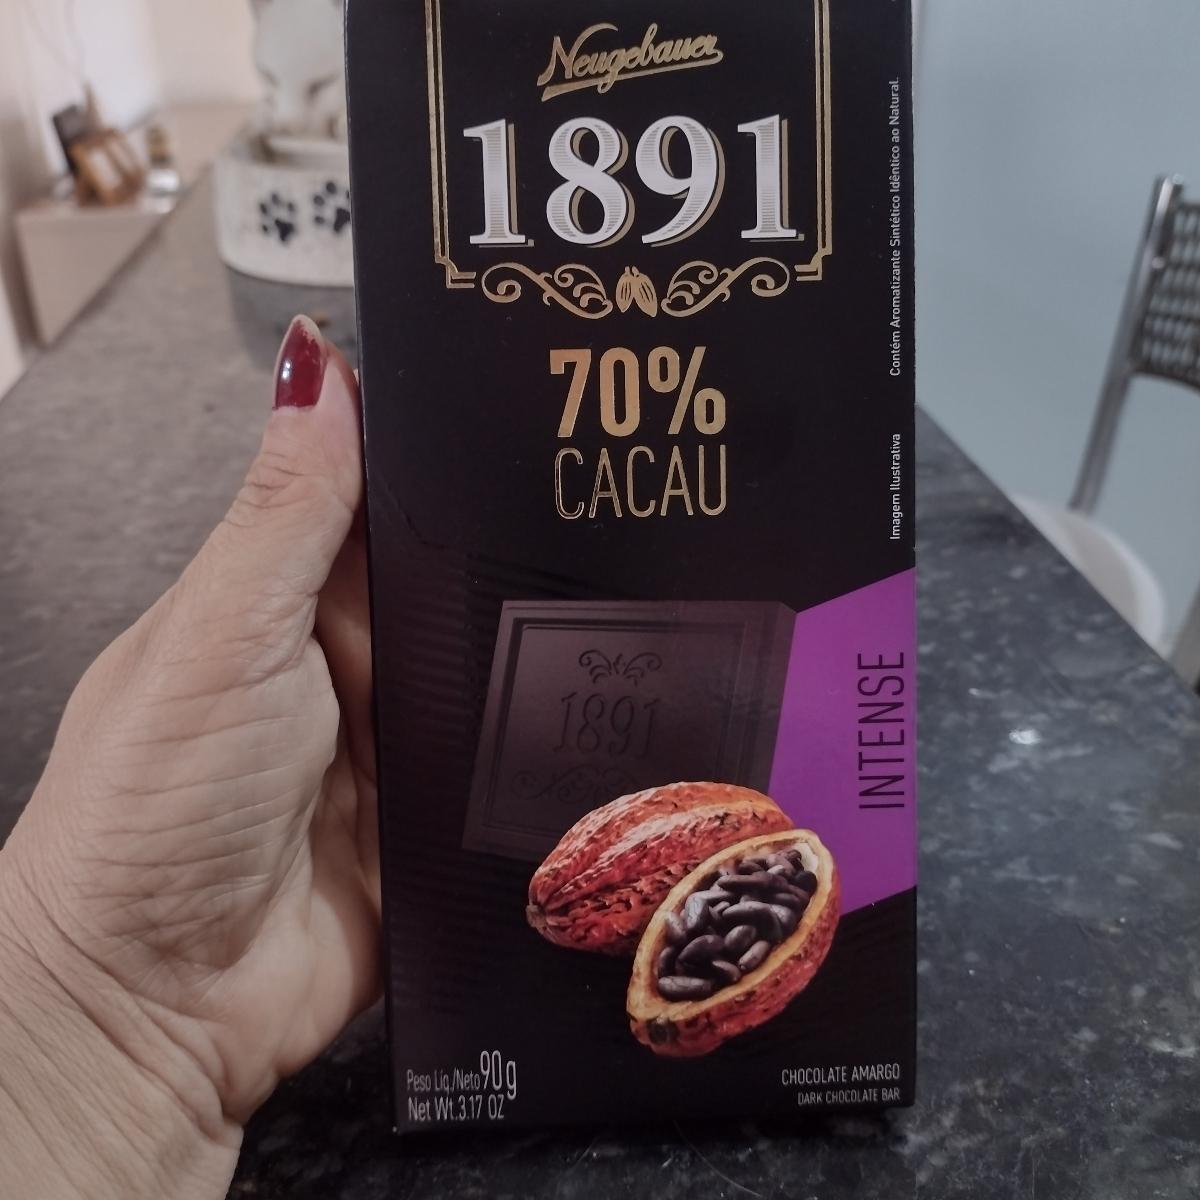 Neugebauer
1891
70%
CACAU
Contém Aromatizante Sintético Idêntico ao Natural.
Imagem Ilustrativa
1891
INTENSE
Peso Líq./Neto 90g
Net Wt.3.17 OZ
CHOCOLATE AMARGO
DARK CHOCOLATE BAR